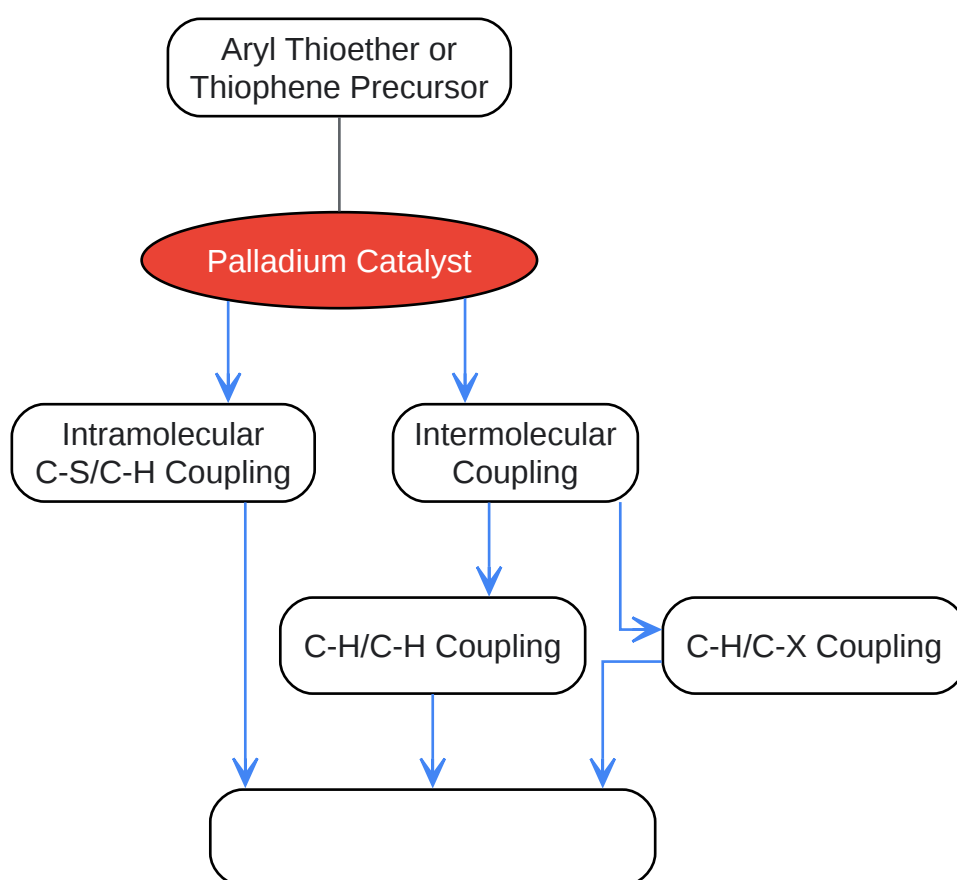 Aryl Thioether or
Thiophene Precursor
Palladium Catalyst
Intramolecular
C-S/C-H Coupling
Intermolecular
Coupling
C-H/C-H Coupling
C-H/C-X Coupling